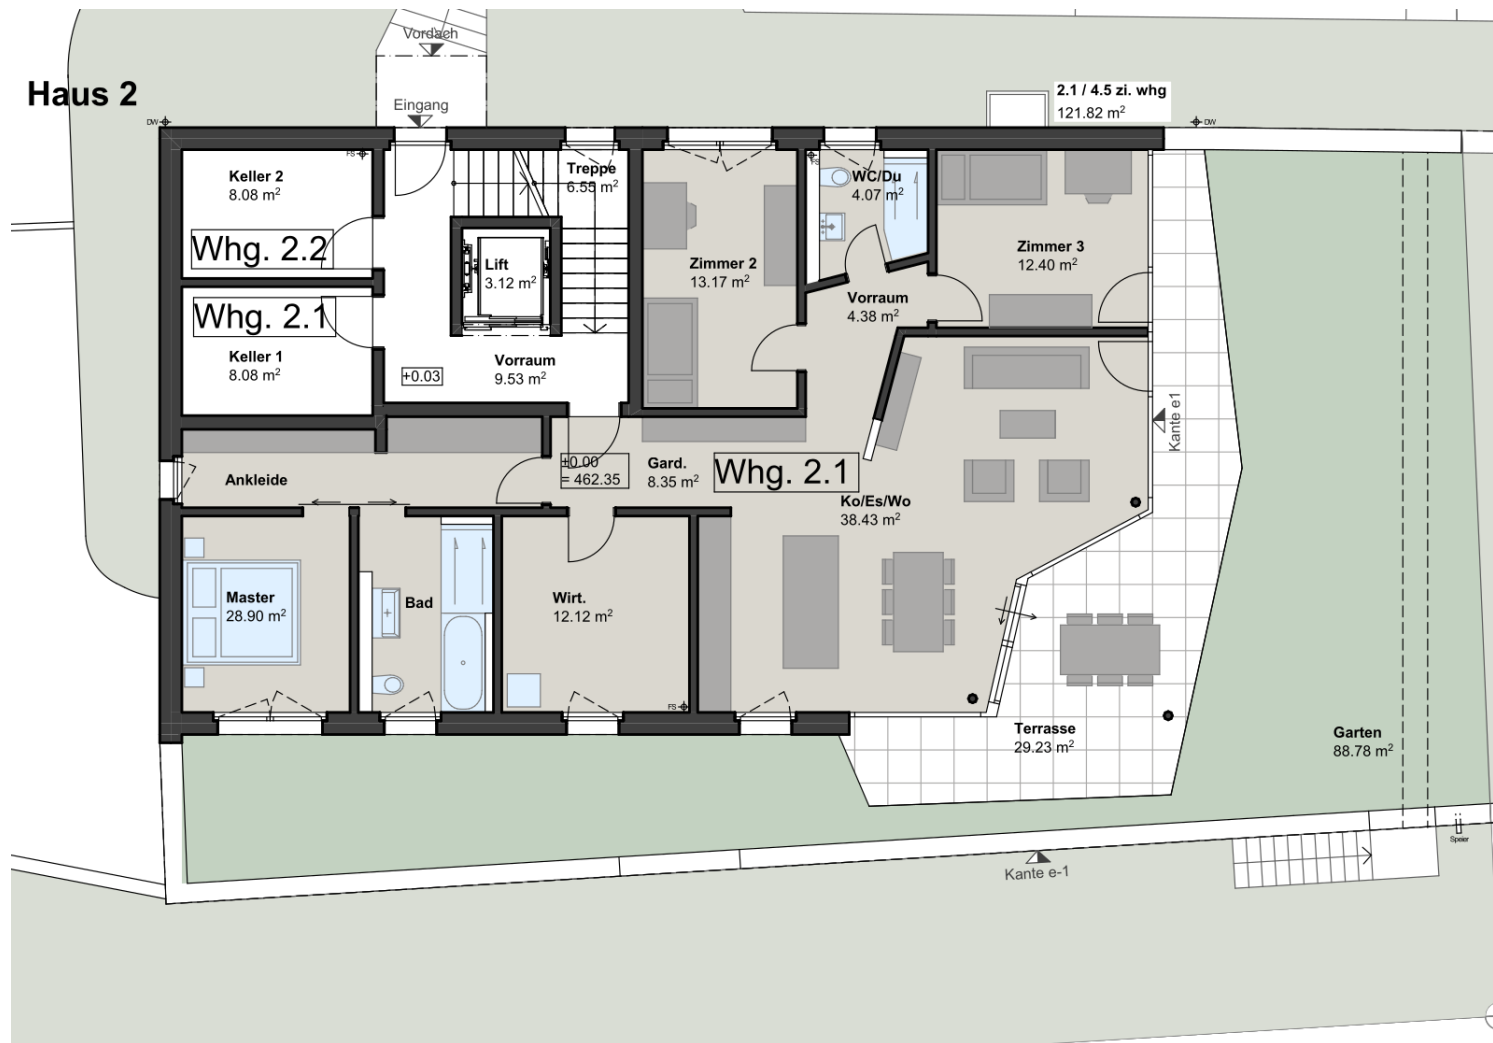 Vordach
Haus 2
Eingang
2.1 / 4.5 zi. whg
121.82 m²
DW
DW
FS
FS
Keller 2
8.08 m²
Treppe
6.55 m²
WC/Du
4.07 m²
Whg. 2.2
Lift
3.12 m²
Zimmer 2
13.17 m²
Zimmer 3
12.40 m²
Whg. 2.1
Vorraum
4.38 m²
Keller 1
8.08 m²
+0.03
Vorraum
9.53 m²
Kante e1
±0.00
= 462.35
Gard.
8.35 m²
Whg. 2.1
Ankleide
Ko/Es/Wo
38.43 m²
Master
28.90 m²
Bad
Wirt.
12.12 m²
FS
Terrasse
29.23 m²
Garten
88.78 m²
Speier
Kante e-1